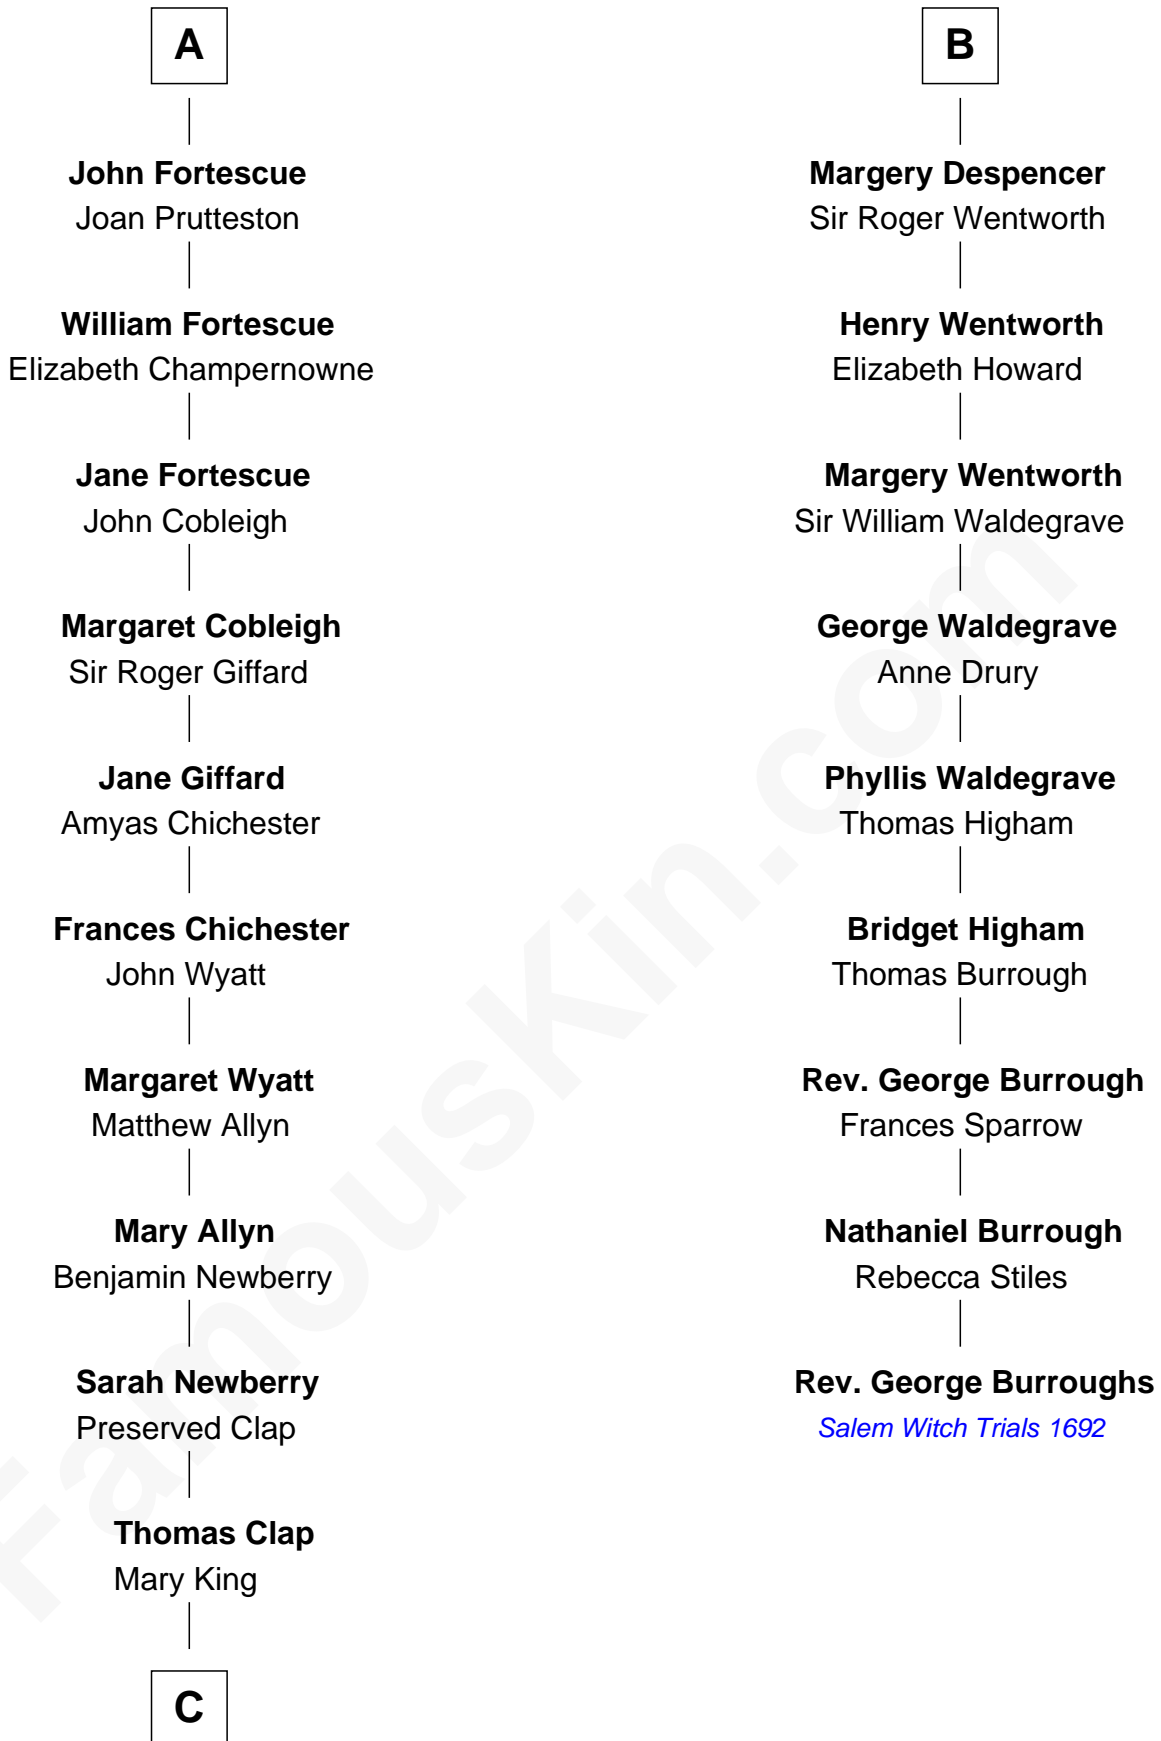 A
John Fortescue
Joan Prutteston
William Fortescue
Elizabeth Champernowne
Jane Fortescue
John Cobleigh
Margaret Cobleigh
Sir Roger Giffard
Jane Giffard
Amyas Chichester
Frances Chichester
John Wyatt
Margaret Wyatt
Matthew Allyn
Mary Allyn
Benjamin Newberry
Sarah Newberry
Preserved Clap
Thomas Clap
Mary King
C
B
Margery Despencer
Sir Roger Wentworth
Henry Wentworth
Elizabeth Howard
Margery Wentworth
Sir William Waldegrave
George Waldegrave
Anne Drury
Phyllis Waldegrave
Thomas Higham
Bridget Higham
Thomas Burrough
Rev. George Burrough
Frances Sparrow
Nathaniel Burrough
Rebecca Stiles
Rev. George Burroughs
Salem Witch Trials 1692
FamousKin.com